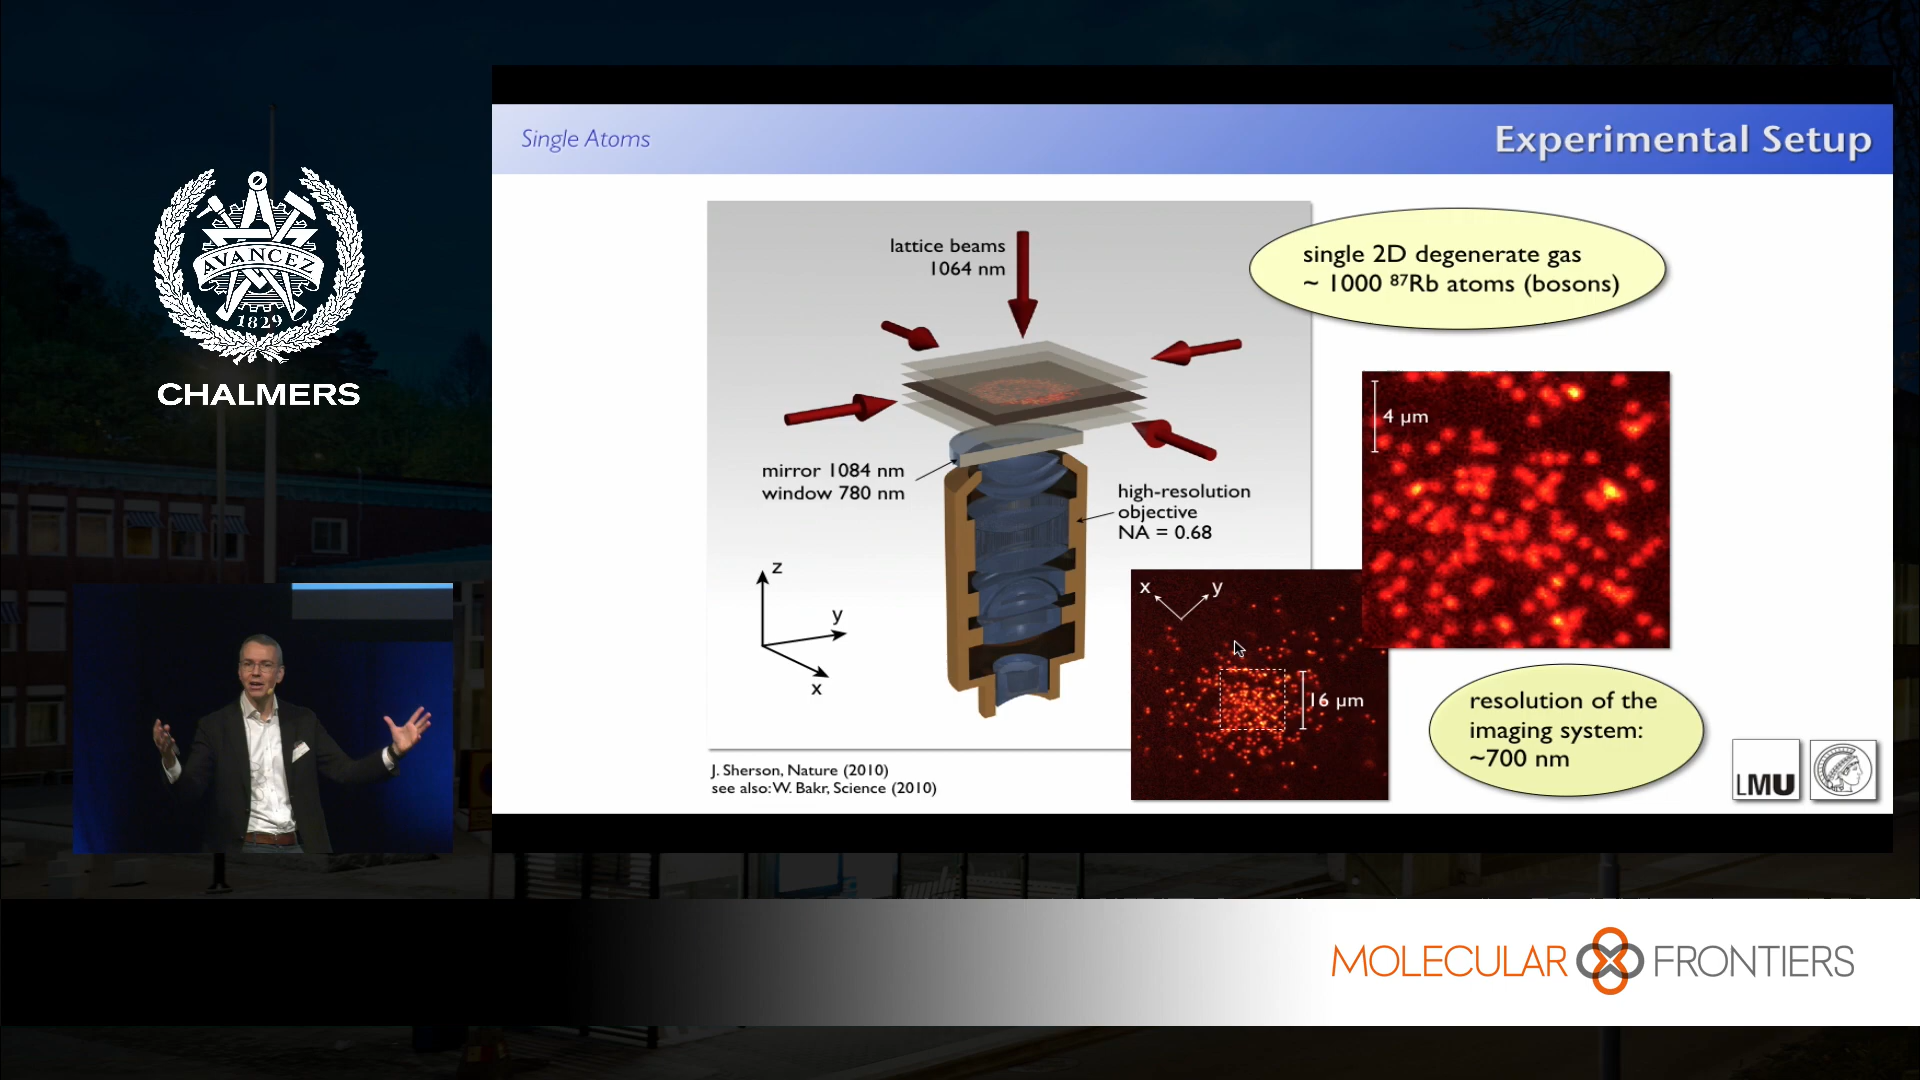 AVANCEZ
1829
CHALMERS
Single Atoms
Experimental Setup
lattice beams
1064 nm
single 2D degenerate gas
~ 1000 ⁸⁷Rb atoms (bosons)
4 µm
mirror 1084 nm
window 780 nm
high-resolution
objective
NA = 0.68
z
y
x
x
y
16 µm
resolution of the
imaging system:
~700 nm
J. Sherson, Nature (2010)
see also: W. Bakr, Science (2010)
LMU
MOLECULAR FRONTIERS